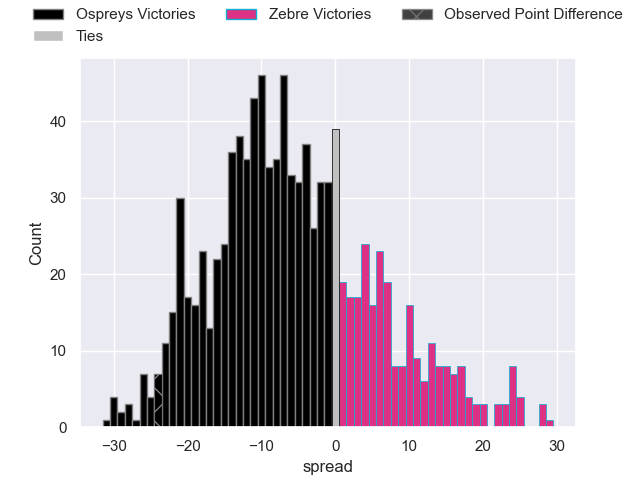 Ospreys Victories
Zebre Victories
Observed Point Difference
Ties
Count
40
30
20
10
0
−30
−20
−10
0
10
20
30
spread